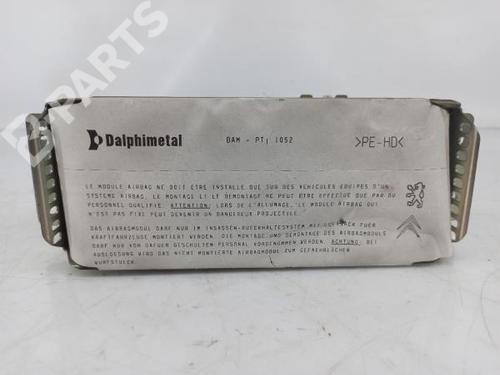 B PARTS
Dalphimetal
DAM - PT1 1052
>PE-HD<
LE MODULE AIRBAG NE DOIT ETRE INSTALLE QUE SUR DES VEHICULES EQUIPES D'UN
SYSTEME AIRBAG. LE MONTAGE ET LE DEMONTAGE NE PEUT ETRE EFFECTUE QUE PAR DU
PERSONNEL QUALIFIE. ATTENTION: LORS DE L'ALLUMAGE, LE MODULE AIRBAG QUI
N'EST PAS FIXE PEUT DEVENIR UN DANGEREUX PROJECTILE.
DAS AIRBAGMODUL DARF NUR IM INSASSEN-RUCKHALTESYSTEM MIT FUER
KRAFTFAHRZEUGE MONTIERT WERDEN. DIE MONTAGE UND DEMONTAGE DES AIRBAGMODULS
DARF NUR VON DAFUER GESCHULTEM PERSONAL VORGENOMMEN WERDEN. ACHTUNG: BEI
AUSLOESUNG WIRD DAS NICHT MONTIERTE AIRBAGMODUL ZUM GEFAEHRLICHEN
WURFSTUECK.